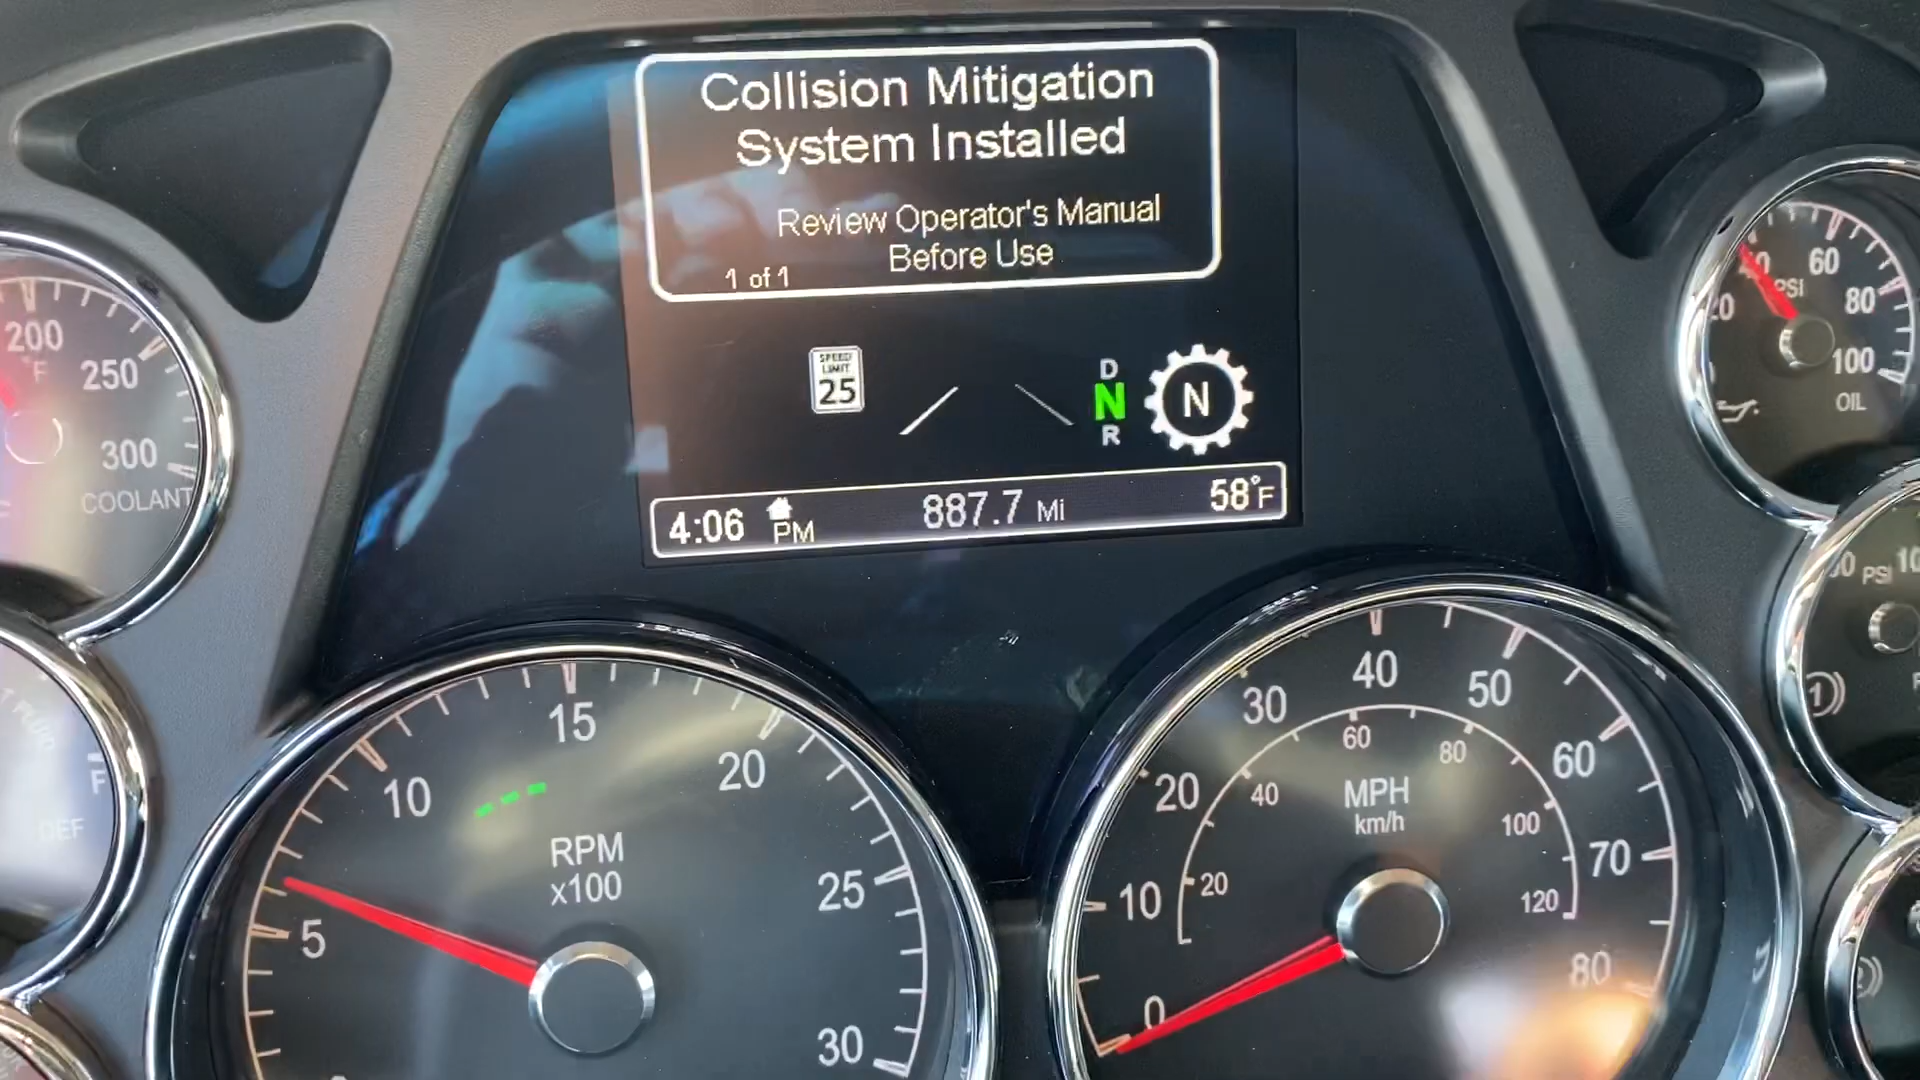 Collision Mitigation
System Installed
Review Operator's Manual
Before Use
1 of 1
SPEED
LIMIT
25
D
N
R
N
4:06 PM 887.7 Mi 58°F
200
°F
250
300
COOLANT
40
60
PSI
20
80
100
OIL
PSI
F
DEF
5
10
15
20
25
30
RPM
x100
0
10
20
30
40
50
60
70
80
MPH
km/h
20
40
60
80
100
120